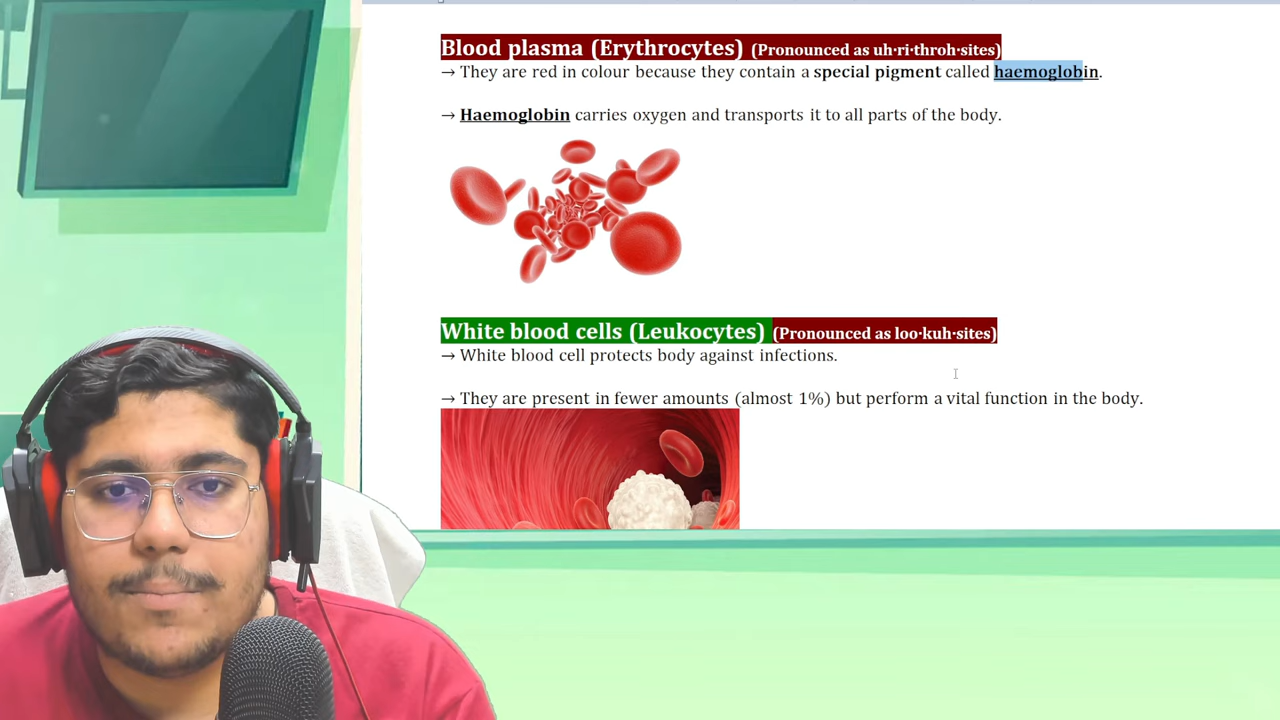 Blood plasma (Erythrocytes) (Pronounced as uh·ri·throh·sites)
→ They are red in colour because they contain a special pigment called haemoglobin.
→ Haemoglobin carries oxygen and transports it to all parts of the body.
White blood cells (Leukocytes) (Pronounced as loo·kuh·sites)
→ White blood cell protects body against infections.
→ They are present in fewer amounts (almost 1%) but perform a vital function in the body.